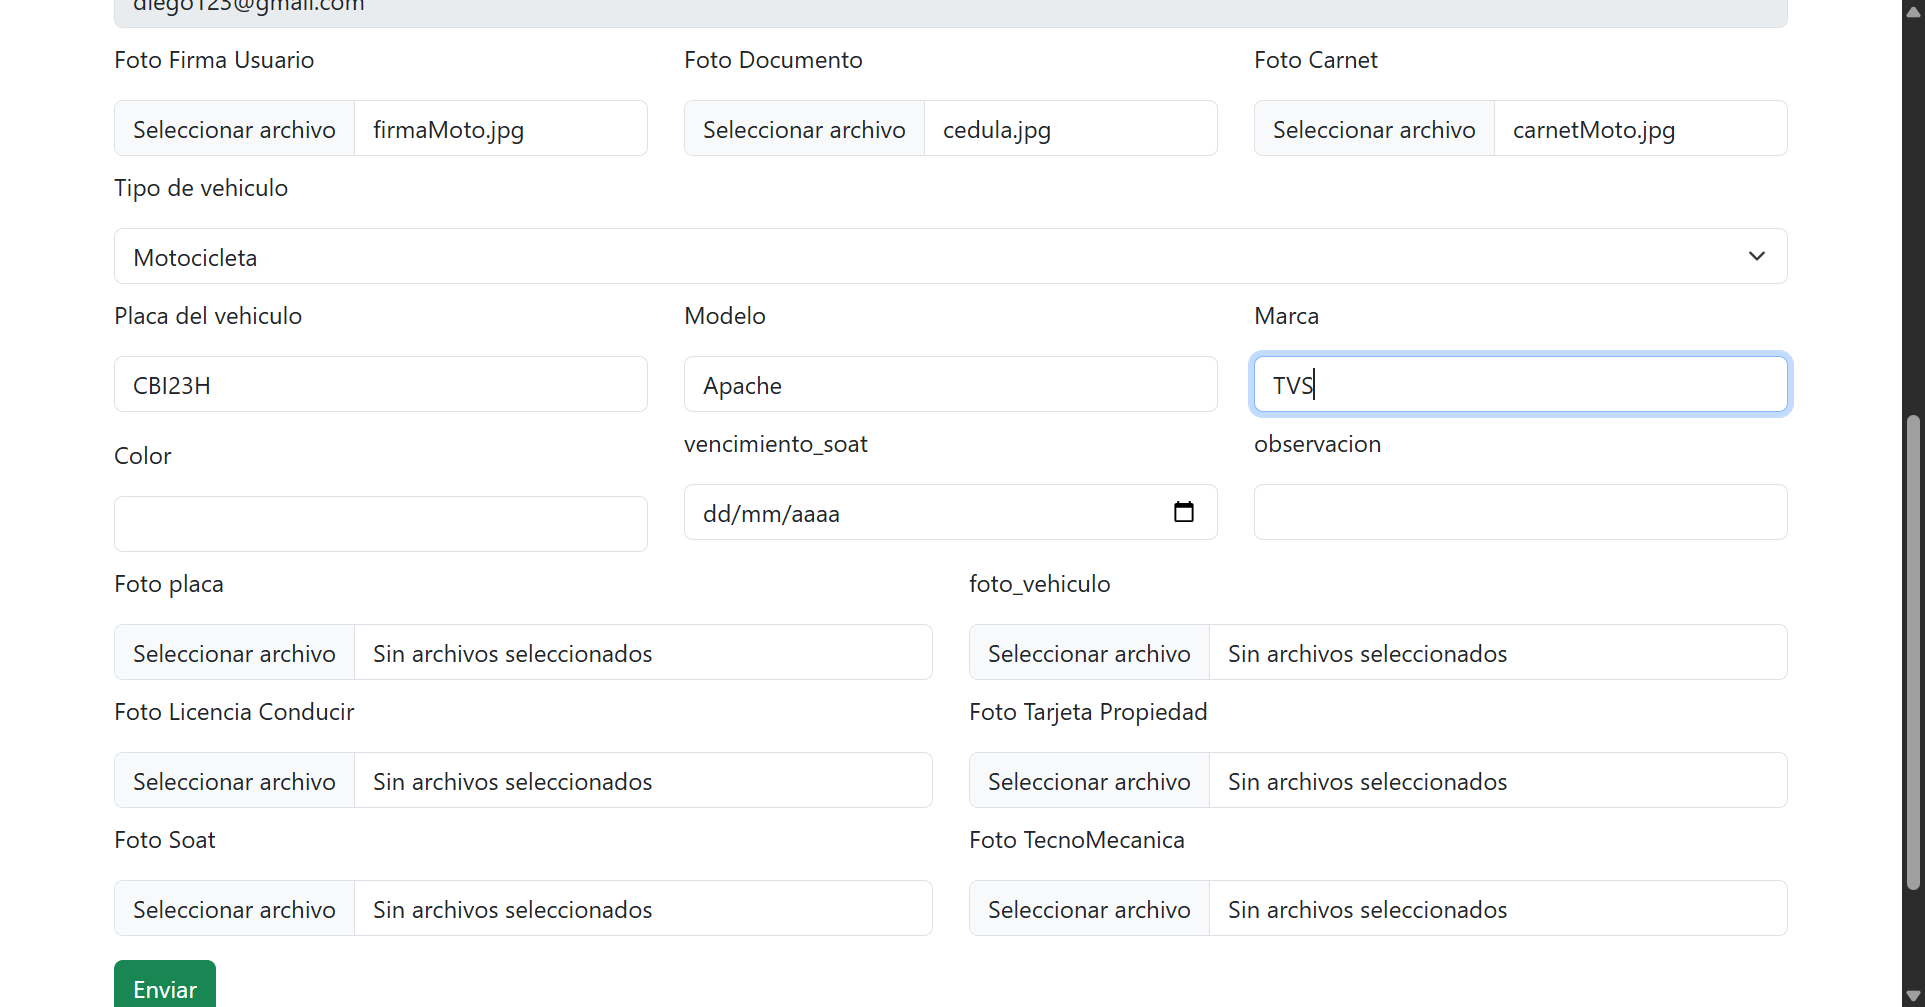 diego123@gmail.com
Foto Firma Usuario Foto Documento Foto Carnet
Seleccionar archivo firmaMoto.jpg Seleccionar archivo cedula.jpg Seleccionar archivo carnetMoto.jpg
Tipo de vehiculo
Motocicleta
Placa del vehiculo Modelo Marca
CBI23H Apache TVS
Color vencimiento_soat observacion
dd/mm/aaaa
Foto placa foto_vehiculo
Seleccionar archivo Sin archivos seleccionados Seleccionar archivo Sin archivos seleccionados
Foto Licencia Conducir Foto Tarjeta Propiedad
Seleccionar archivo Sin archivos seleccionados Seleccionar archivo Sin archivos seleccionados
Foto Soat Foto TecnoMecanica
Seleccionar archivo Sin archivos seleccionados Seleccionar archivo Sin archivos seleccionados
Enviar